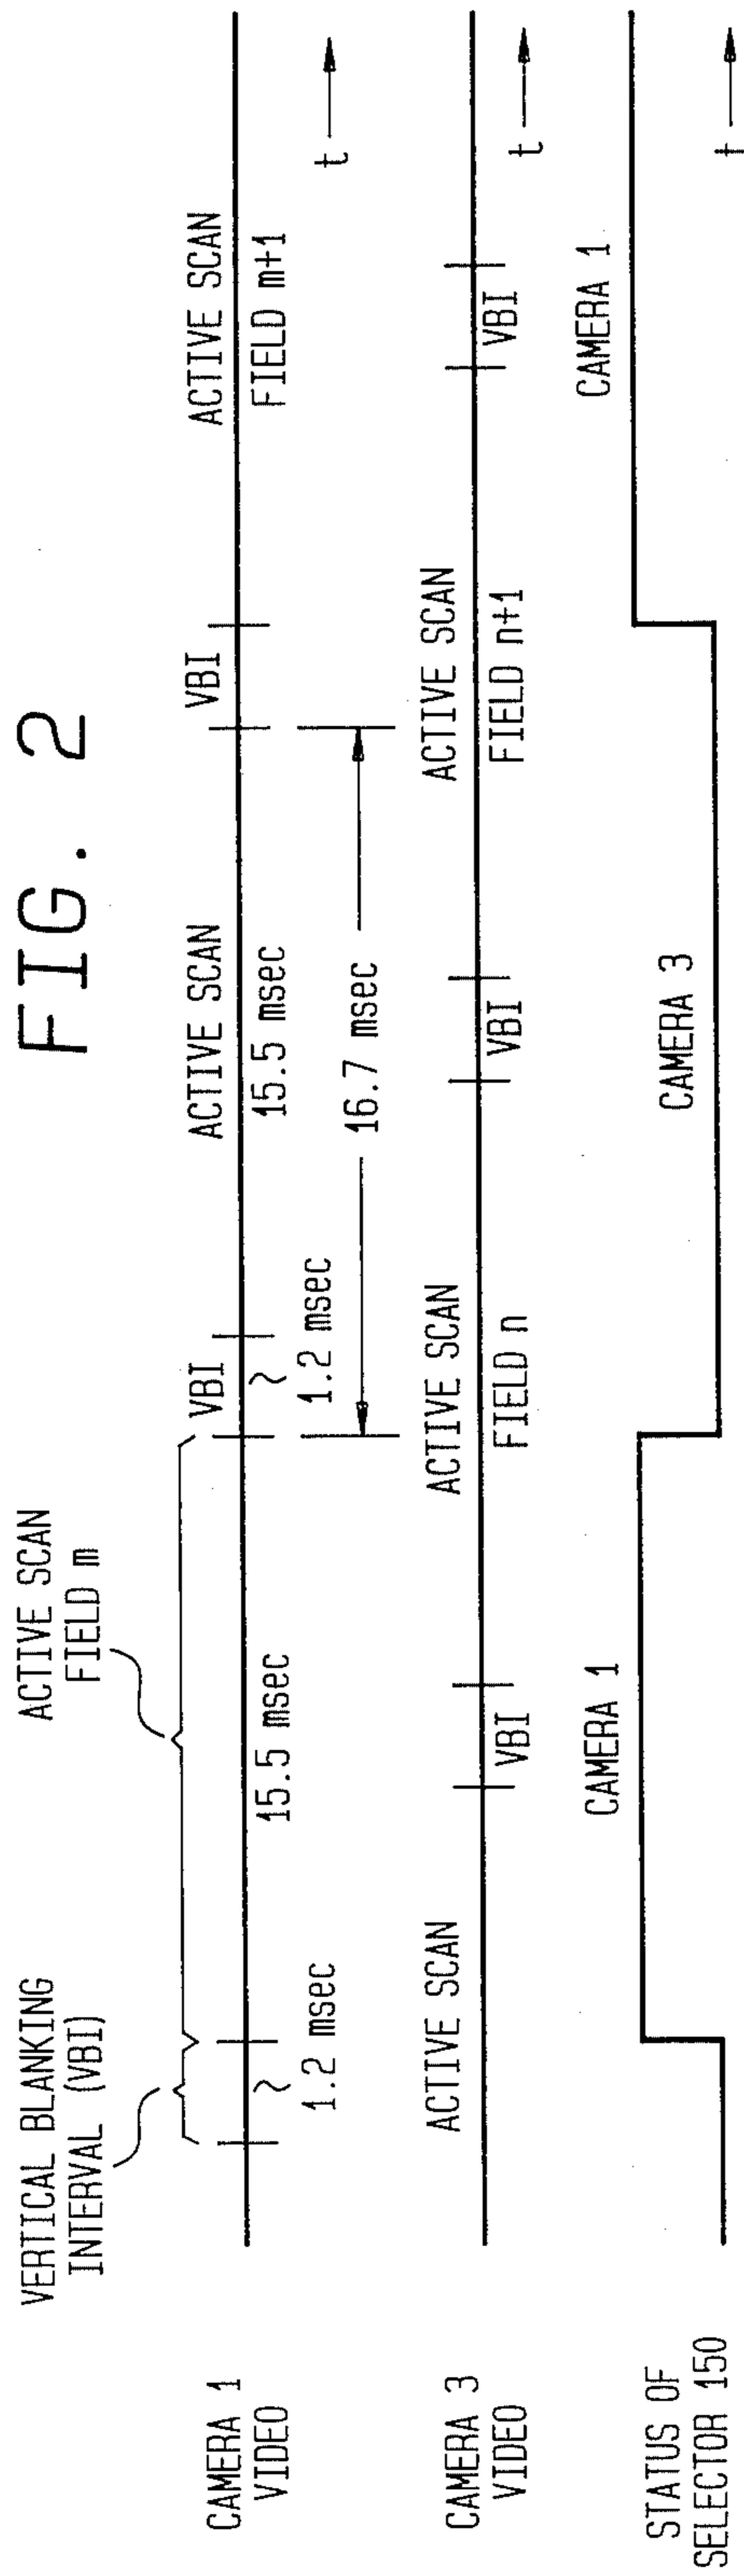 FIG. 2
VERTICAL BLANKING
INTERVAL (VBI)
ACTIVE SCAN
FIELD m
CAMERA 1
VIDEO
1.2 msec
15.5 msec
VBI
1.2 msec
ACTIVE SCAN
15.5 msec
16.7 msec
VBI
ACTIVE SCAN
FIELD m+1
t
CAMERA 3
VIDEO
ACTIVE SCAN
VBI
ACTIVE SCAN
FIELD n
VBI
ACTIVE SCAN
FIELD n+1
VBI
t
STATUS OF
SELECTOR 150
CAMERA 1
CAMERA 3
CAMERA 1
t